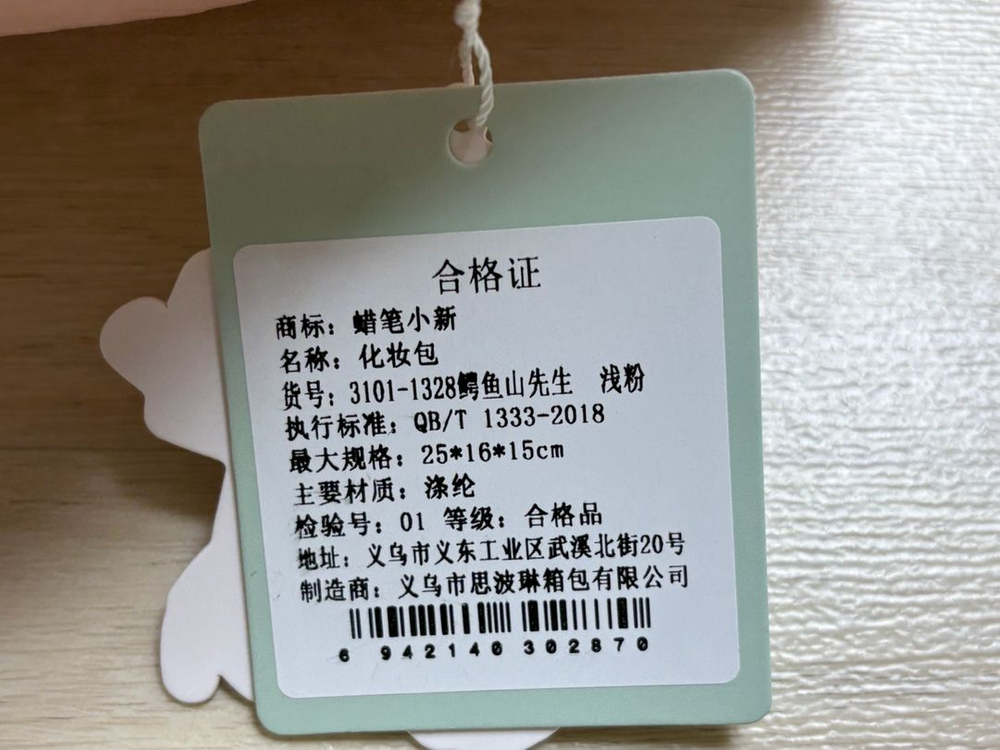 合格证
商标：蜡笔小新
名称：化妆包
货号：3101-1328鳄鱼山先生 浅粉
执行标准：QB/T 1333-2018
最大规格：25*16*15cm
主要材质：涤纶
检验号：01 等级：合格品
地址：义乌市义东工业区武溪北街20号
制造商：义乌市思波琳箱包有限公司
6 942140 302870